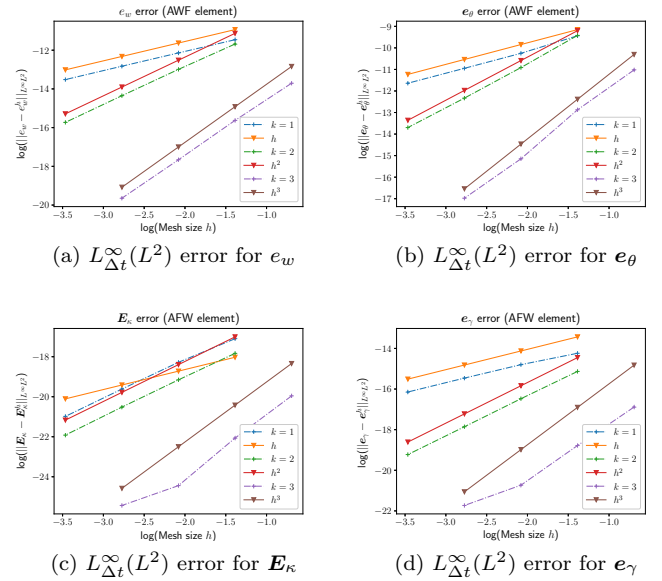 e_w error (AWF element)
log(||e_w − e_w^h||_{L^∞L^2})
−12
−14
−16
−18
−20
k = 1
h
k = 2
h^2
k = 3
h^3
−3.5 −3.0 −2.5 −2.0 −1.5 −1.0
log(Mesh size h)
(a) L^∞_{Δt}(L^2) error for e_w
e_θ error (AWF element)
log(||e_θ − e_θ^h||_{L^∞L^2})
−9
−10
−11
−12
−13
−14
−15
−16
−17
k = 1
h
k = 2
h^2
k = 3
h^3
−3.5 −3.0 −2.5 −2.0 −1.5 −1.0
log(Mesh size h)
(b) L^∞_{Δt}(L^2) error for e_θ
E_κ error (AFW element)
log(||E_κ − E_κ^h||_{L^∞L^2})
−18
−20
−22
−24
k = 1
h
k = 2
h^2
k = 3
h^3
−3.5 −3.0 −2.5 −2.0 −1.5 −1.0
log(Mesh size h)
(c) L^∞_{Δt}(L^2) error for E_κ
e_γ error (AFW element)
log(||e_γ − e_γ^h||_{L^∞L^2})
−14
−16
−18
−20
−22
k = 1
h
k = 2
h^2
k = 3
h^3
−3.5 −3.0 −2.5 −2.0 −1.5 −1.0
log(Mesh size h)
(d) L^∞_{Δt}(L^2) error for e_γ